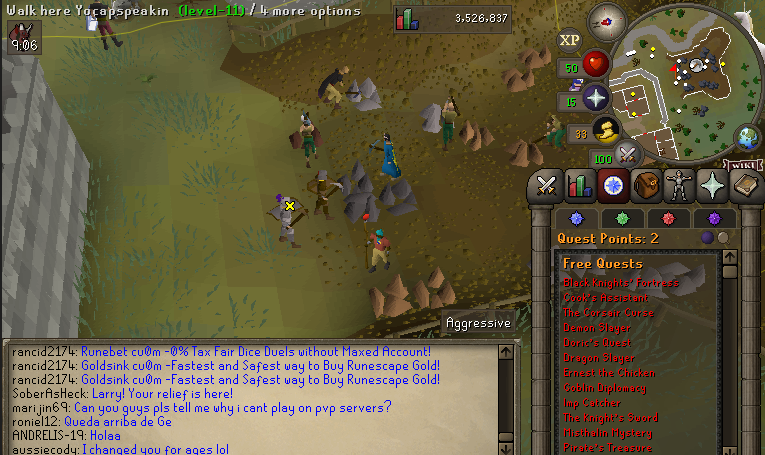 Walk here Yocapspeakin (level-11) / 4 more options
3,526,837
9:06
XP
50
15
33
100
WIKI
Quest Points: 2
Free Quests
Black Knights' Fortress
Cook's Assistant
The Corsair Curse
Demon Slayer
Doric's Quest
Dragon Slayer
Ernest the Chicken
Goblin Diplomacy
Imp Catcher
The Knight's Sword
Misthalin Mystery
Pirate's Treasure
Aggressive
rancid2174: Runebet cu0m -0% Tax Fair Dice Duels without Maxed Account!
rancid2174: Goldsink cu0m -Fastest and Safest way to Buy Runescape Gold!
rancid2174: Goldsink cu0m -Fastest and Safest way to Buy Runescape Gold!
SoberAsHeck: Larry! Your relief is here!
marijin69: Can you guys pls tell me why i cant play on pvp servers?
roniel12: Queda arriba de Ge
ANDRELIS-19: Holaa
aussiecody: I changed you for ages lol